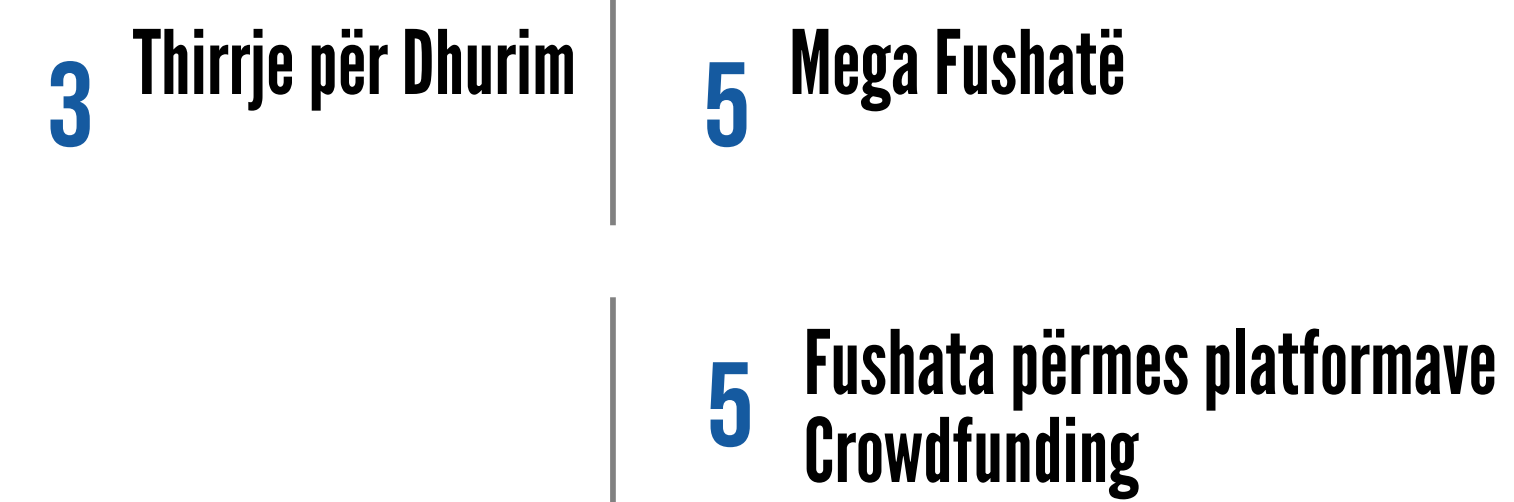 3 Thirrje për Dhurim
5 Mega Fushatë
5 Fushata përmes platformave
Crowdfunding